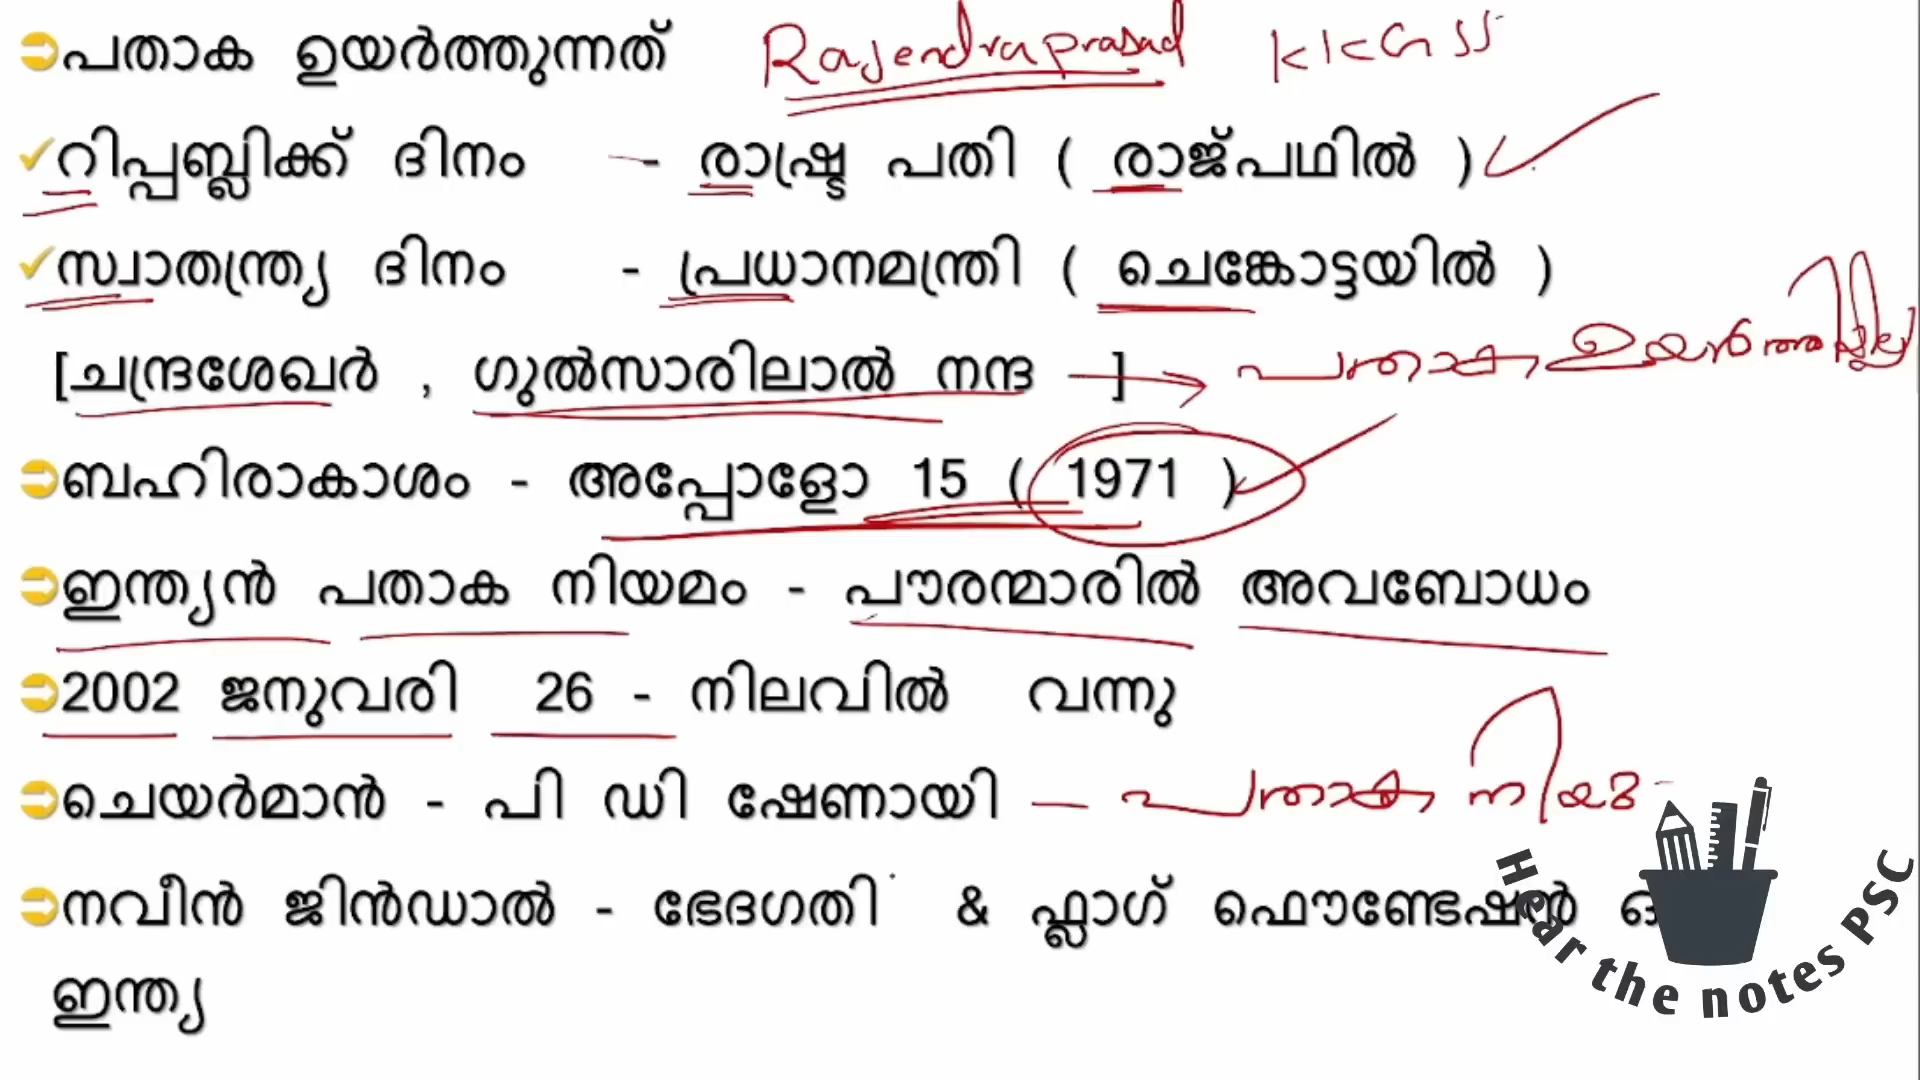 പതാക ഉയർത്തുന്നത് Rajendraprasad
റിപ്പബ്ലിക്ക് ദിനം - രാഷ്ട്ര പതി ( രാജ്പഥിൽ )
സ്വാതന്ത്ര്യ ദിനം - പ്രധാനമന്ത്രി ( ചെങ്കോട്ടയിൽ )
[ചന്ദ്രശേഖർ , ഗുൽസാരിലാൽ നന്ദ ] പതാക
ബഹിരാകാശം - അപ്പോളോ 15 ( 1971 )
ഇന്ത്യൻ പതാക നിയമം - പൗരന്മാരിൽ അവബോധം
2002 ജനുവരി 26 - നിലവിൽ വന്നു
ചെയർമാൻ - പി ഡി ഷേണായി - പതാക
നവീൻ ജിൻഡാൽ - ഭേദഗതി & ഫ്ലാഗ് ഫൌണ്ടേഷൻ
ഇന്ത്യ
Hear the notes PSC